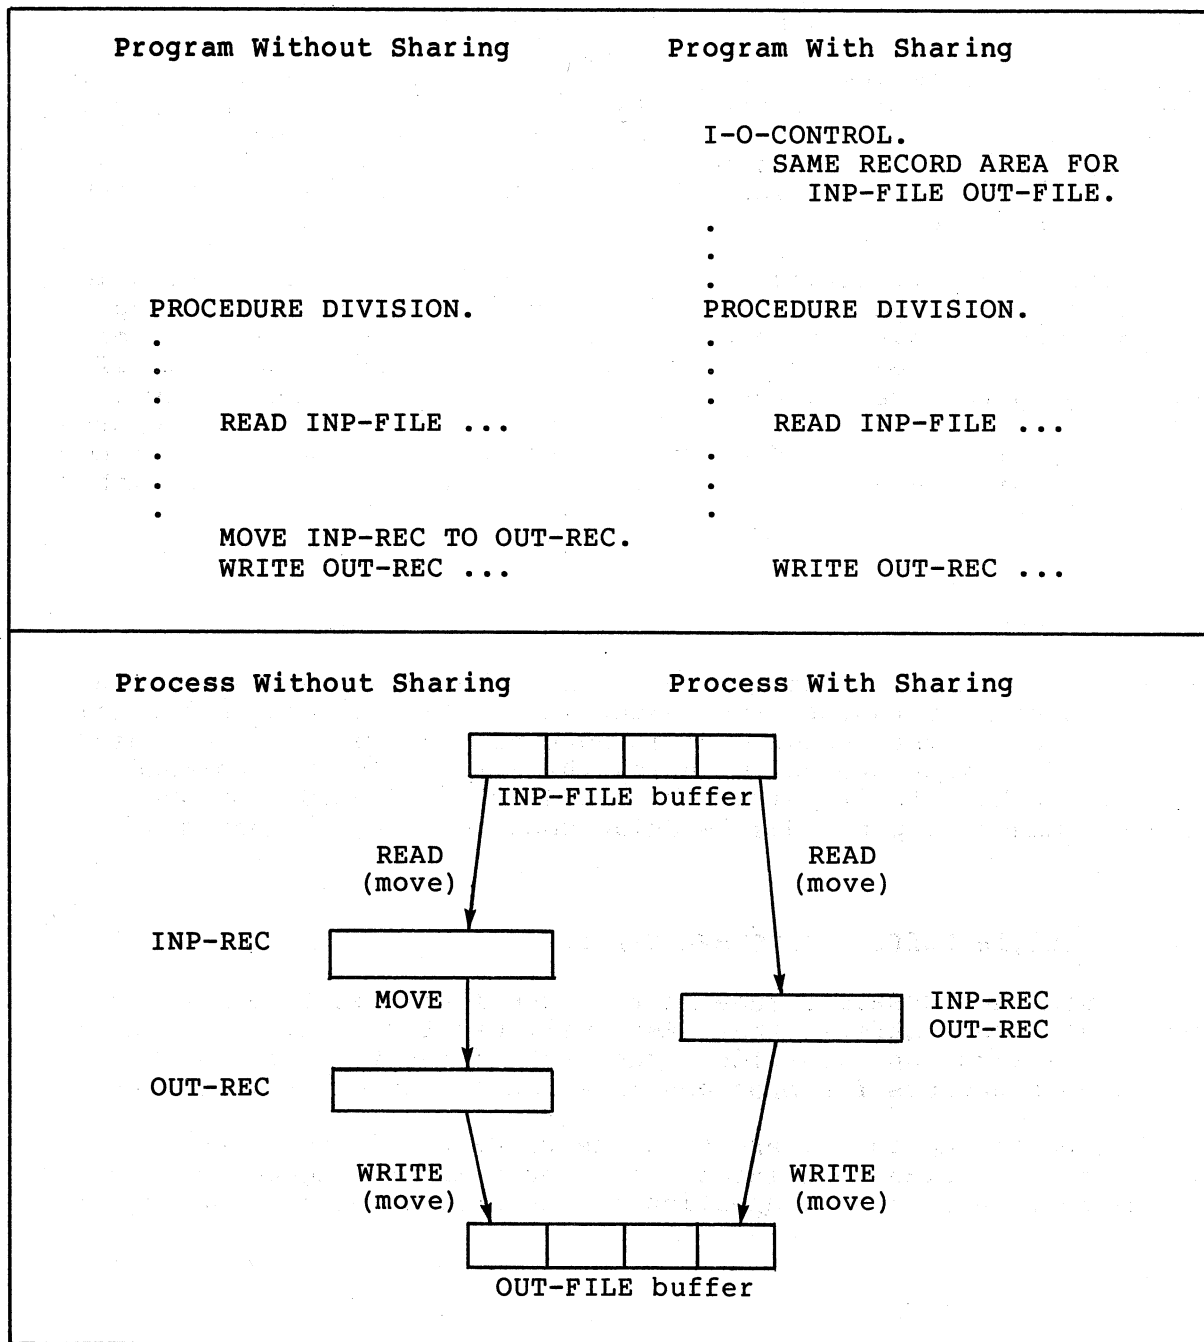 Program Without Sharing
Program With Sharing
I-O-CONTROL.
SAME RECORD AREA FOR
INP-FILE OUT-FILE.
.
.
.
PROCEDURE DIVISION.
PROCEDURE DIVISION.
.
.
.
.
.
.
READ INP-FILE ...
READ INP-FILE ...
.
.
.
.
.
.
MOVE INP-REC TO OUT-REC.
WRITE OUT-REC ...
WRITE OUT-REC ...
Process Without Sharing
Process With Sharing
INP-FILE buffer
READ
(move)
READ
(move)
INP-REC
MOVE
INP-REC
OUT-REC
OUT-REC
WRITE
(move)
WRITE
(move)
OUT-FILE buffer